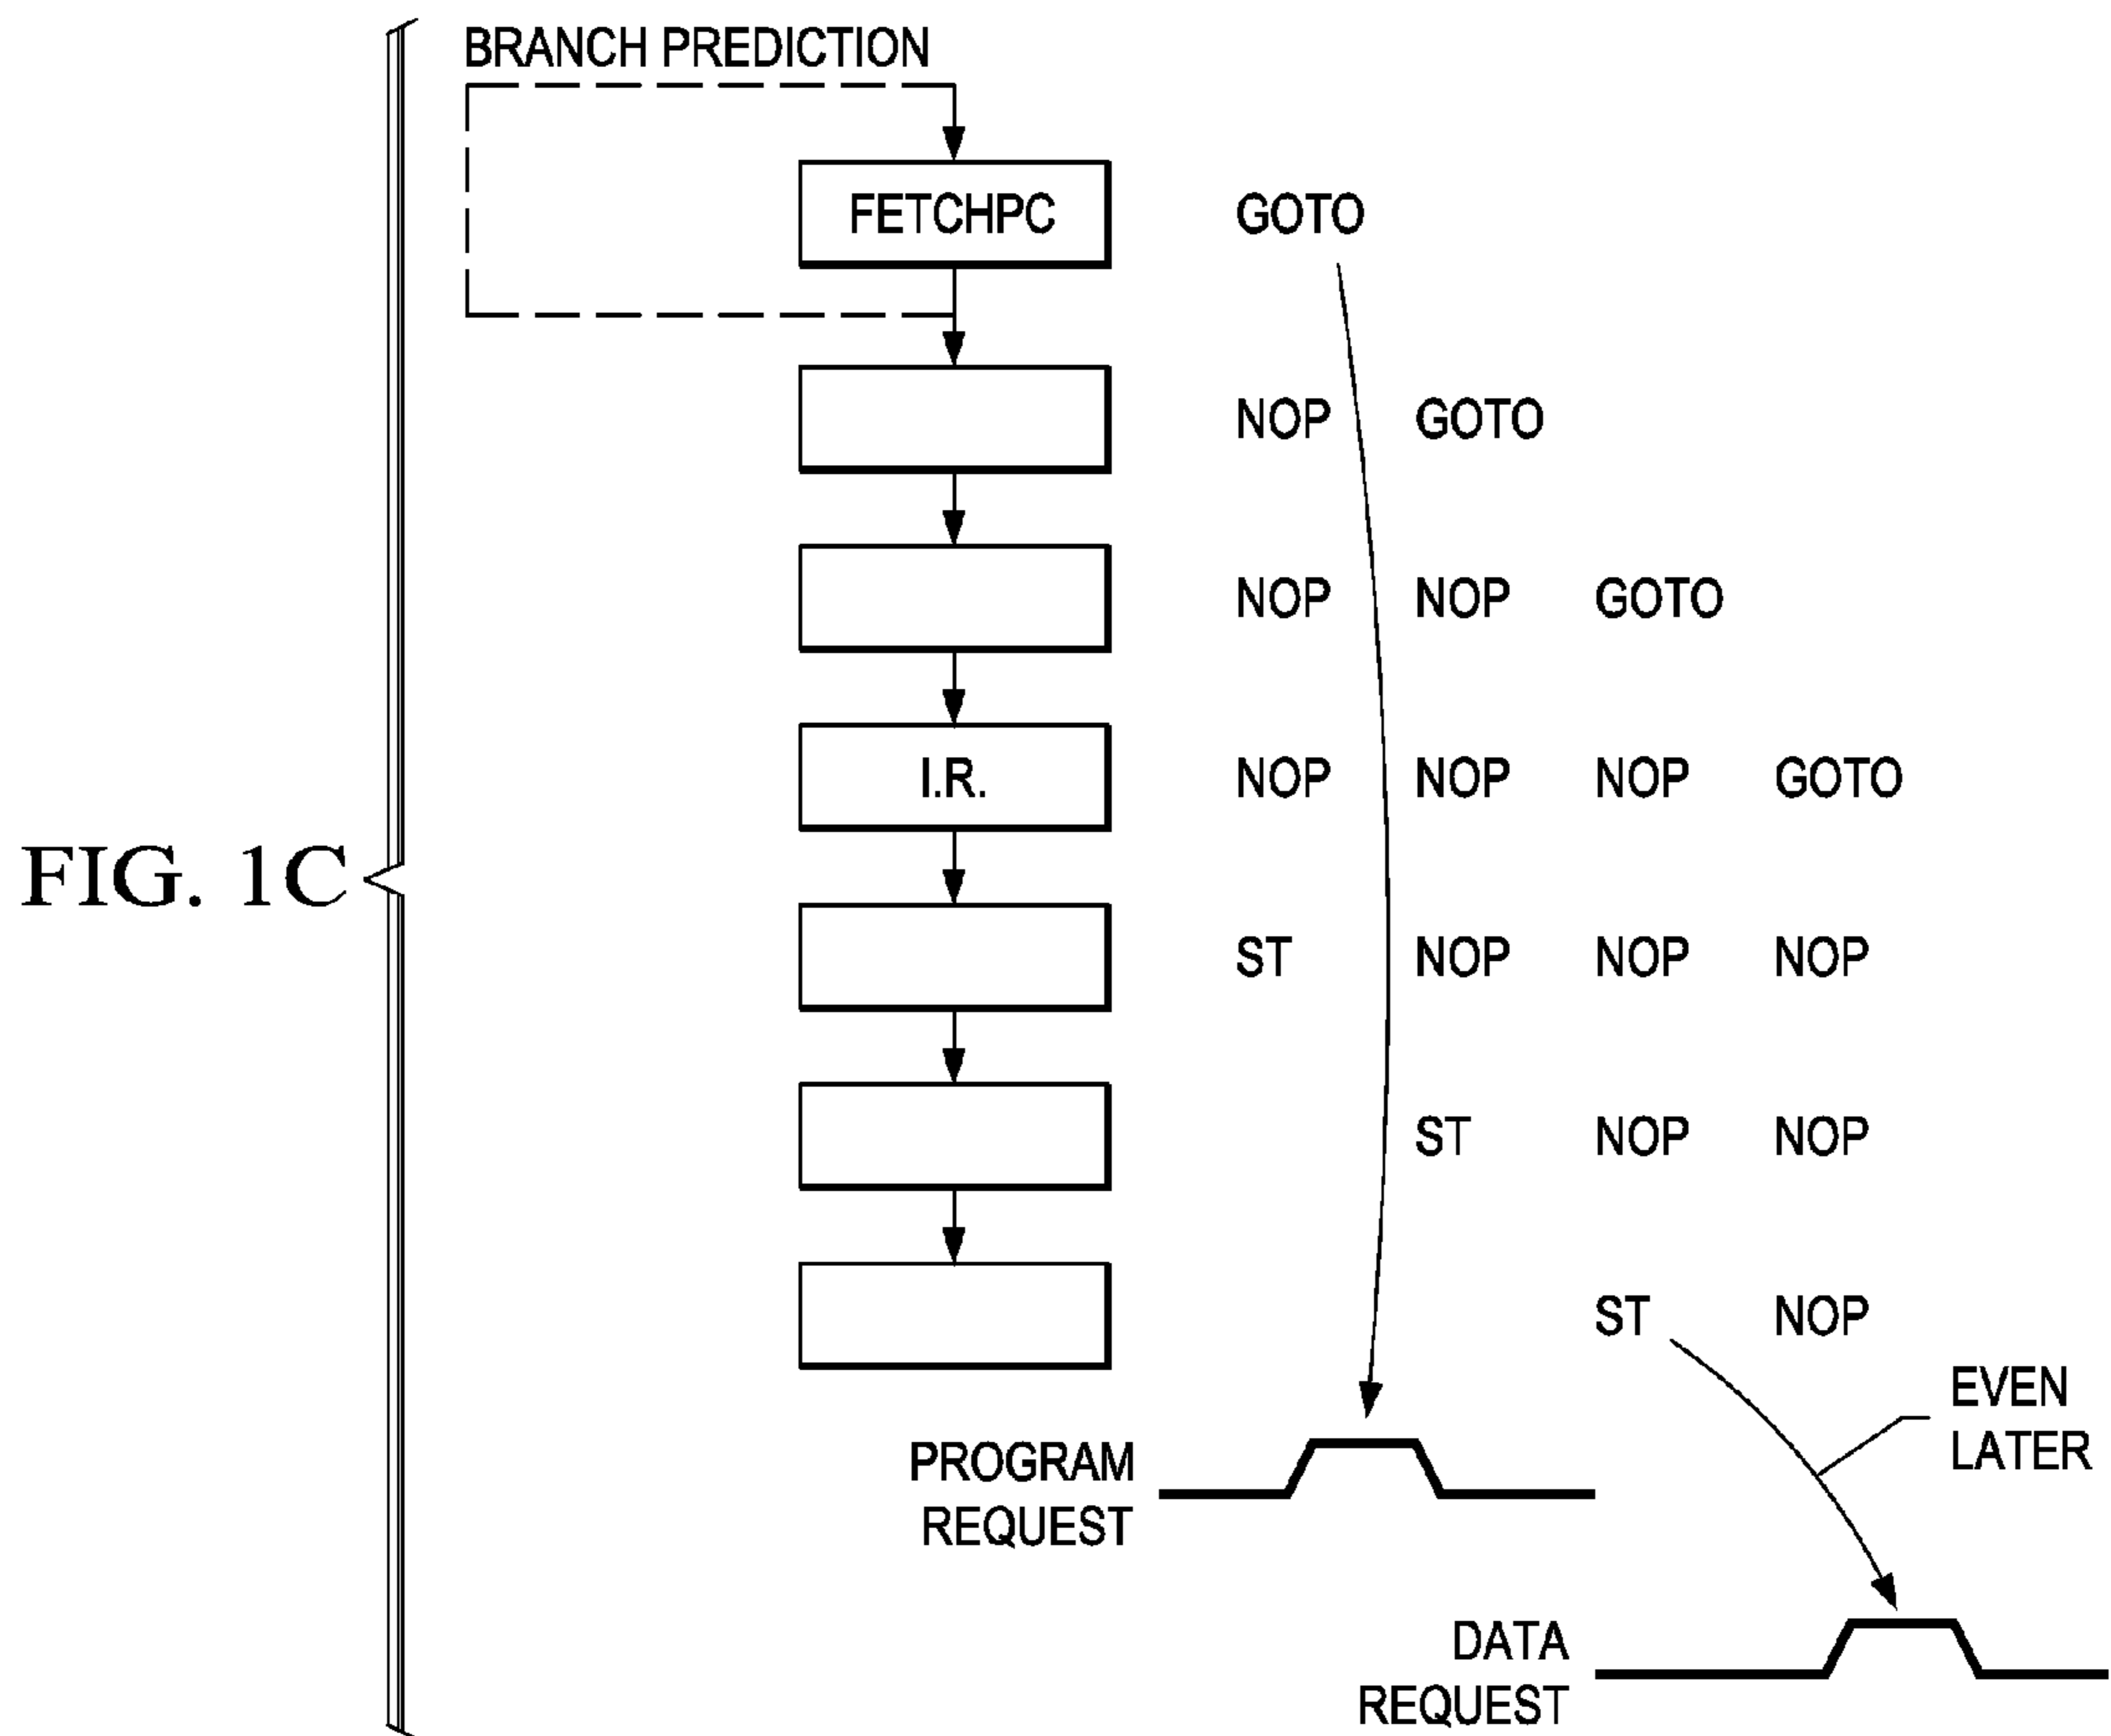 BRANCH PREDICTION
FETCHPC GOTO
NOP GOTO
NOP NOP GOTO
I.R. NOP NOP NOP GOTO
FIG. 1C
ST NOP NOP NOP
ST NOP NOP
ST NOP
EVEN
LATER
PROGRAM
REQUEST
DATA
REQUEST